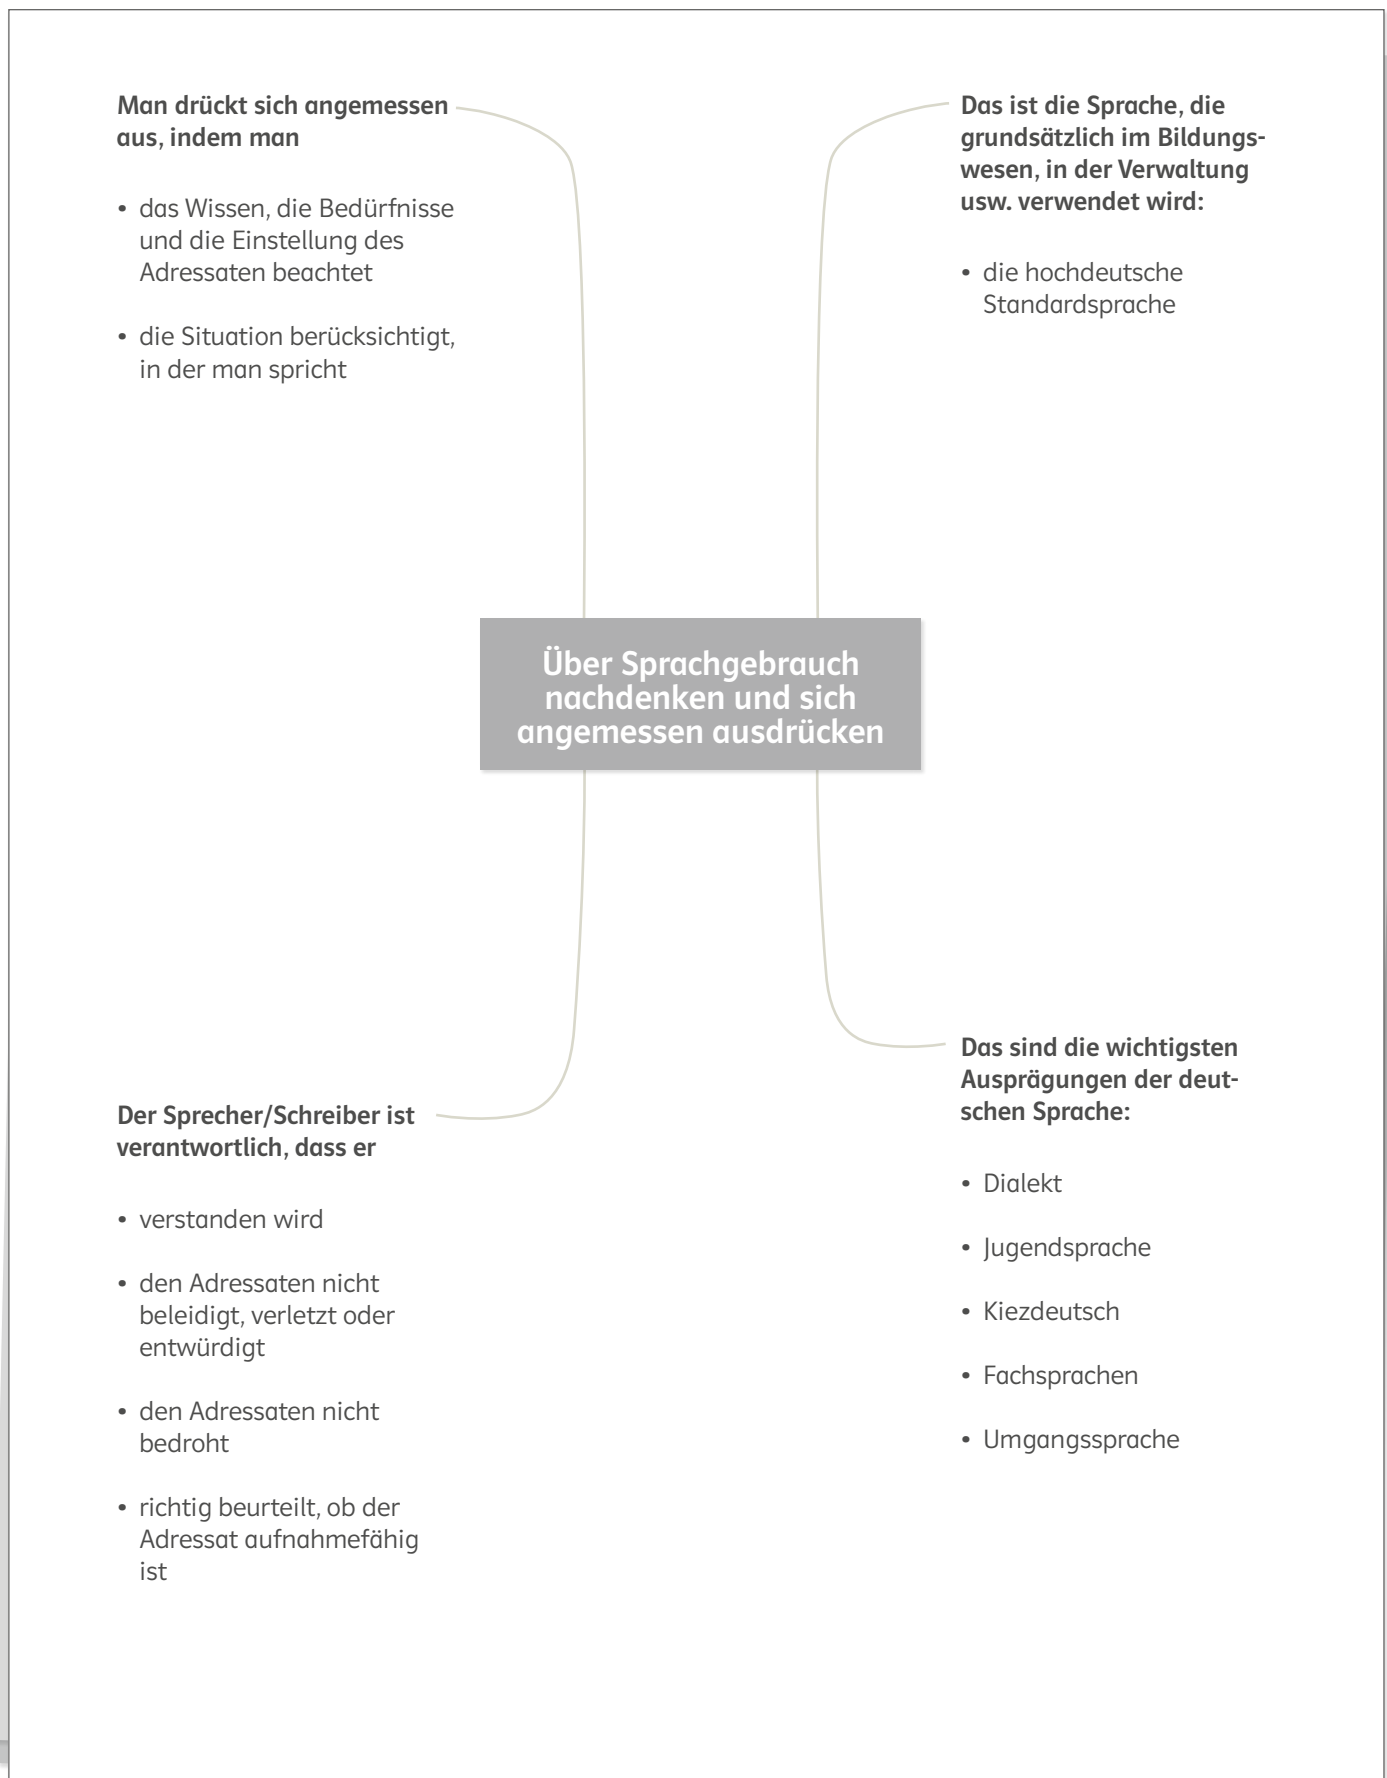 Man drückt sich angemessen
aus, indem man
• das Wissen, die Bedürfnisse
und die Einstellung des
Adressaten beachtet
• die Situation berücksichtigt,
in der man spricht
Das ist die Sprache, die
grundsätzlich im Bildungs-
wesen, in der Verwaltung
usw. verwendet wird:
• die hochdeutsche
Standardsprache
Über Sprachgebrauch
nachdenken und sich
angemessen ausdrücken
Der Sprecher/Schreiber ist
verantwortlich, dass er
• verstanden wird
• den Adressaten nicht
beleidigt, verletzt oder
entwürdigt
• den Adressaten nicht
bedroht
• richtig beurteilt, ob der
Adressat aufnahmefähig
ist
Das sind die wichtigsten
Ausprägungen der deut-
schen Sprache:
• Dialekt
• Jugendsprache
• Kiezdeutsch
• Fachsprachen
• Umgangssprache